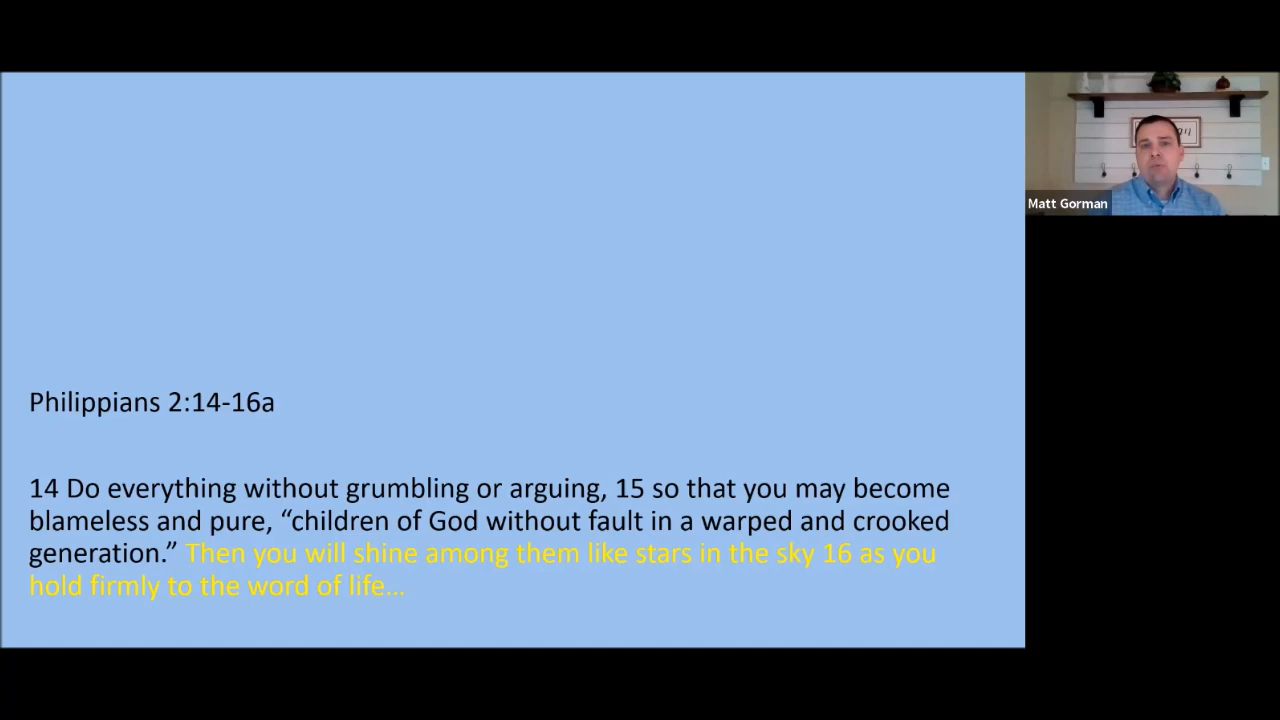 Philippians 2:14-16a
14 Do everything without grumbling or arguing, 15 so that you may become
blameless and pure, “children of God without fault in a warped and crooked
generation.” Then you will shine among them like stars in the sky 16 as you
hold firmly to the word of life…
Matt Gorman